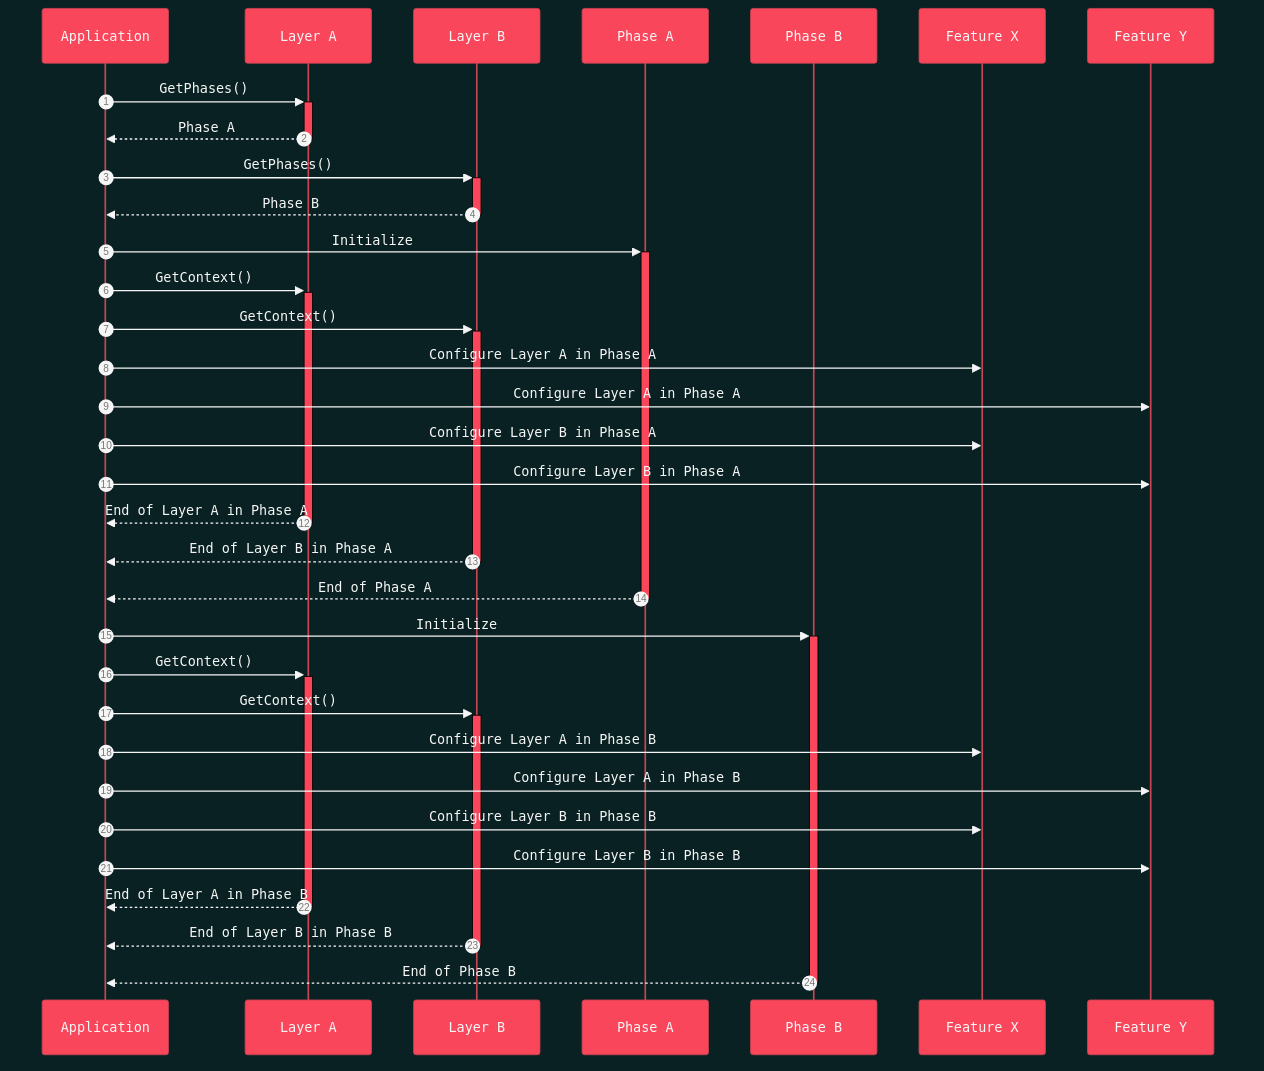 Application
Layer A
Layer B
Phase A
Phase B
Feature X
Feature Y
GetPhases()
1
Phase A
2
GetPhases()
3
Phase B
4
Initialize
5
GetContext()
6
GetContext()
7
Configure Layer A in Phase A
8
Configure Layer A in Phase A
9
Configure Layer B in Phase A
10
Configure Layer B in Phase A
11
End of Layer A in Phase A
12
End of Layer B in Phase A
13
End of Phase A
14
Initialize
15
GetContext()
16
GetContext()
17
Configure Layer A in Phase B
18
Configure Layer A in Phase B
19
Configure Layer B in Phase B
20
Configure Layer B in Phase B
21
End of Layer A in Phase B
22
End of Layer B in Phase B
23
End of Phase B
24
Application
Layer A
Layer B
Phase A
Phase B
Feature X
Feature Y